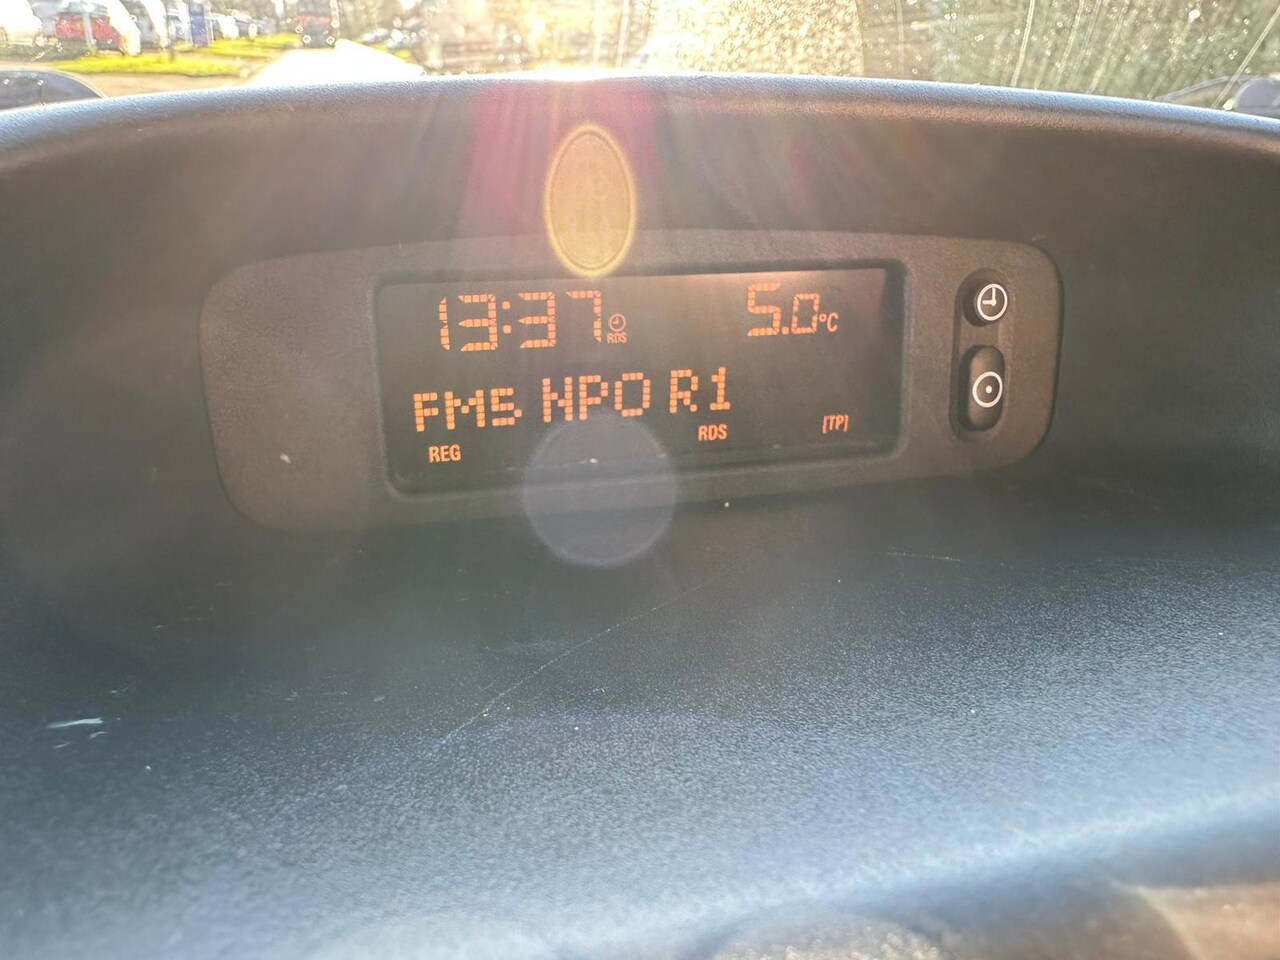 13:37 RDS 5.0°C
FM5 NPO R1
REG RDS [TP]